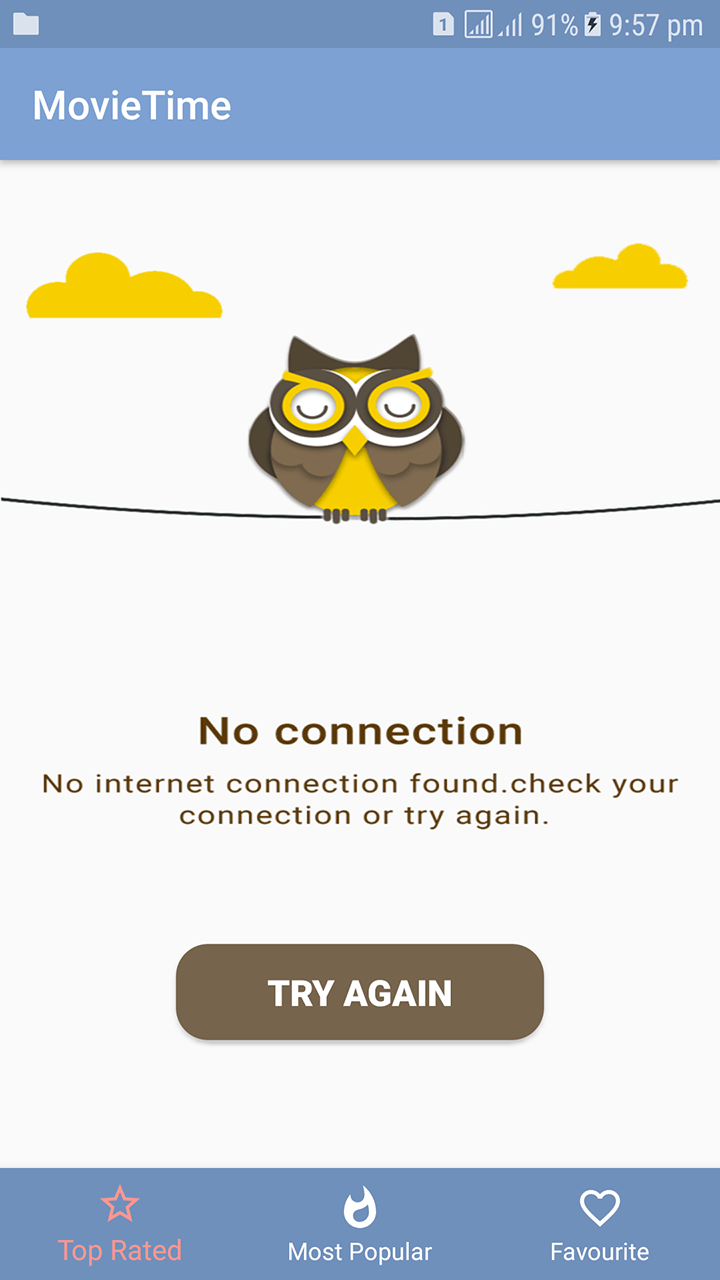 1 91% 9:57 pm
MovieTime
No connection
No internet connection found.check your
connection or try again.
TRY AGAIN
Top Rated Most Popular Favourite